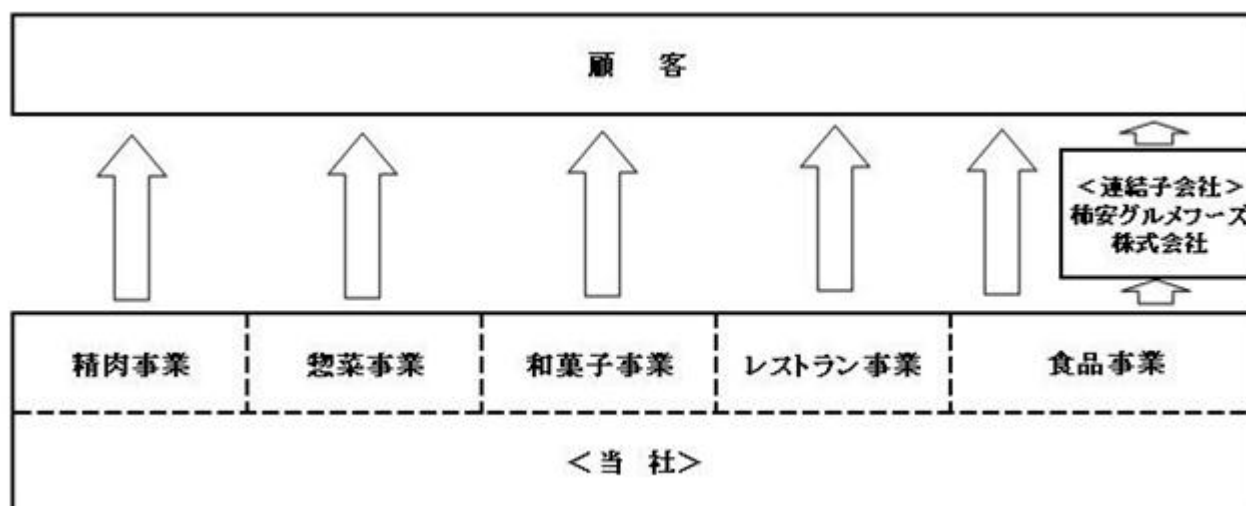 顧 客
<連結子会社>
柿安グルメフーズ
株式会社
精肉事業
惣菜事業
和菓子事業
レストラン事業
食品事業
<当 社>